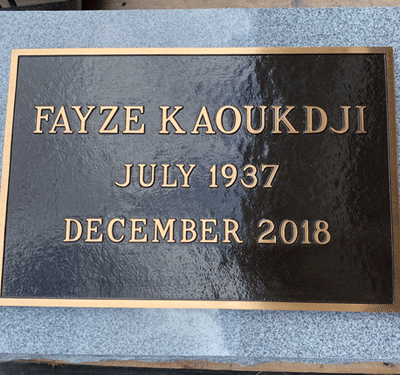 FAYZE KAOUKDJI
JULY 1937
DECEMBER 2018